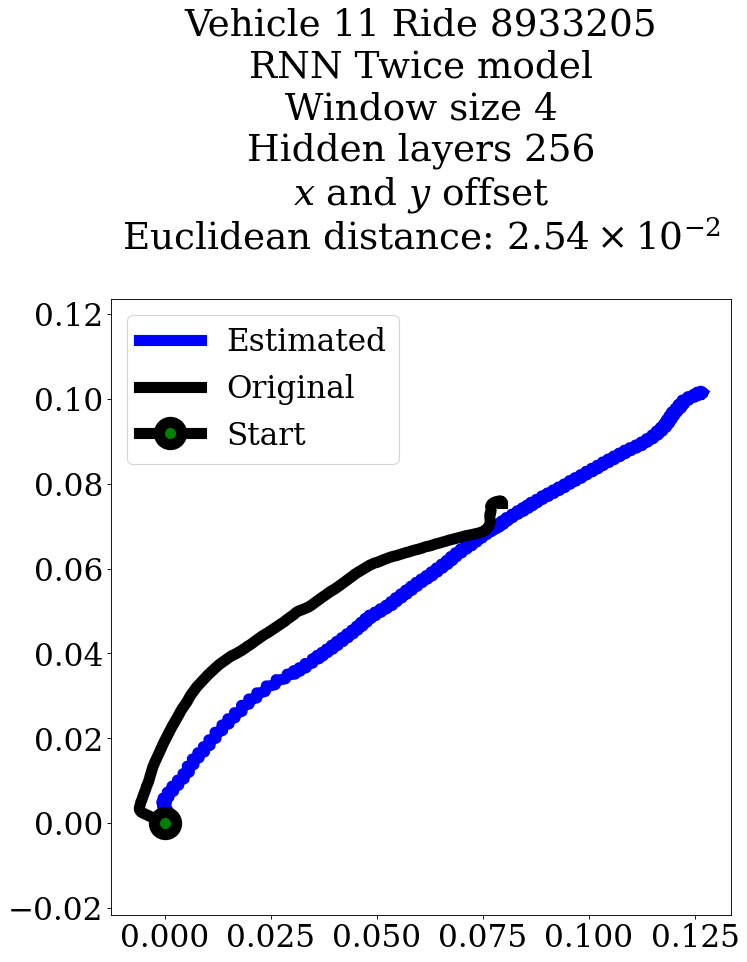 Vehicle 11 Ride 8933205
RNN Twice model
Window size 4
Hidden layers 256
x and y offset
Euclidean distance: 2.54 × 10⁻²
Estimated
Original
Start
0.12
0.10
0.08
0.06
0.04
0.02
0.00
−0.02
0.000 0.025 0.050 0.075 0.100 0.125